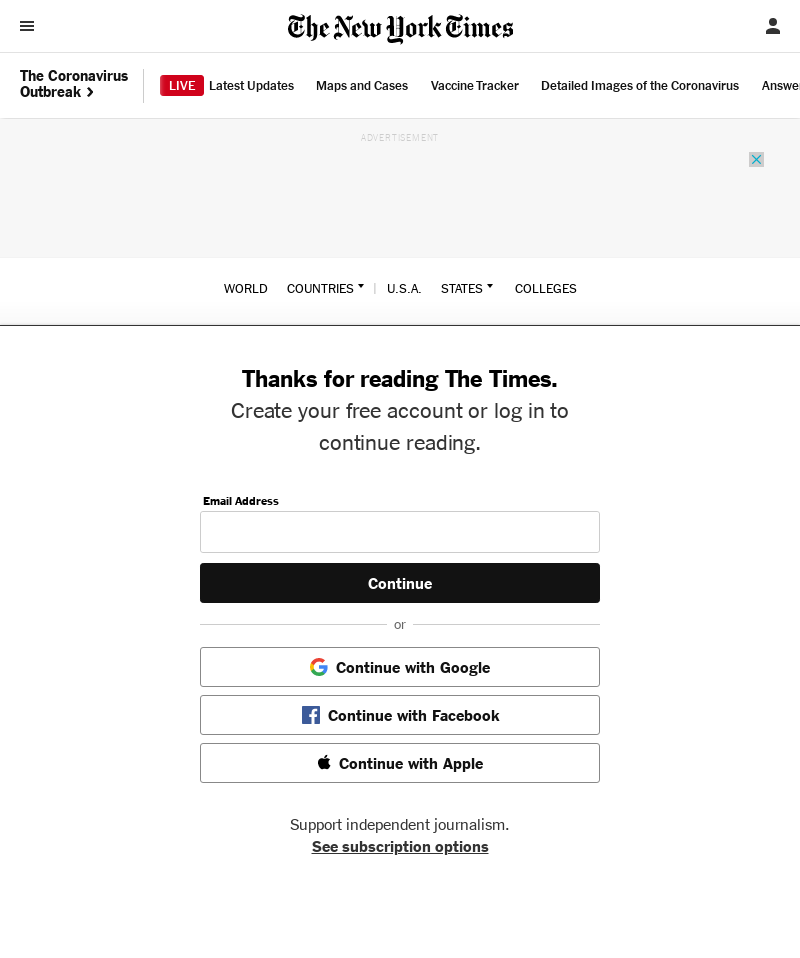 The New York Times
The Coronavirus
Outbreak
LIVE Latest Updates Maps and Cases Vaccine Tracker Detailed Images of the Coronavirus
ADVERTISEMENT
WORLD COUNTRIES | U.S.A. STATES COLLEGES
Thanks for reading The Times.
Create your free account or log in to
continue reading.
Email Address
Continue
or
Continue with Google
Continue with Facebook
Continue with Apple
Support independent journalism.
See subscription options